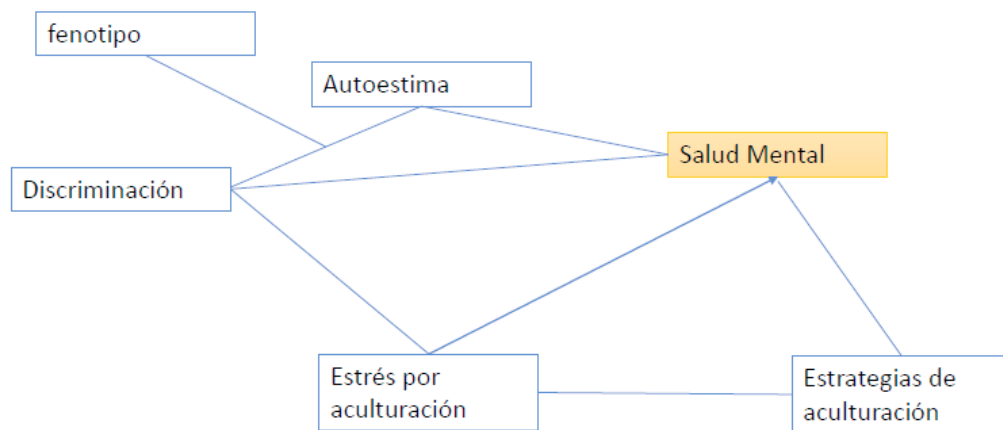 fenotipo
Autoestima
Salud Mental
Discriminación
Estrés por
aculturación
Estrategias de
aculturación